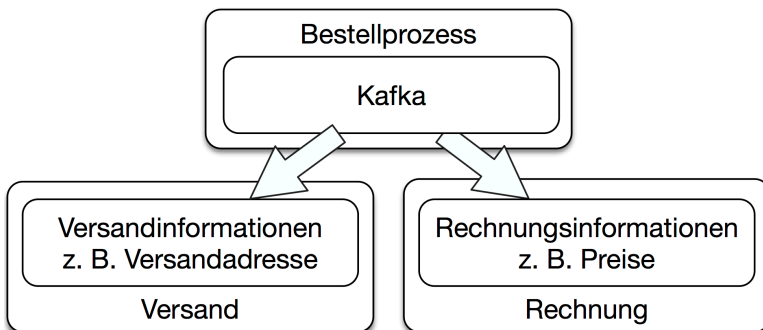 Bestellprozess
Kafka
Versandinformationen
z. B. Versandadresse
Versand
Rechnungsinformationen
z. B. Preise
Rechnung